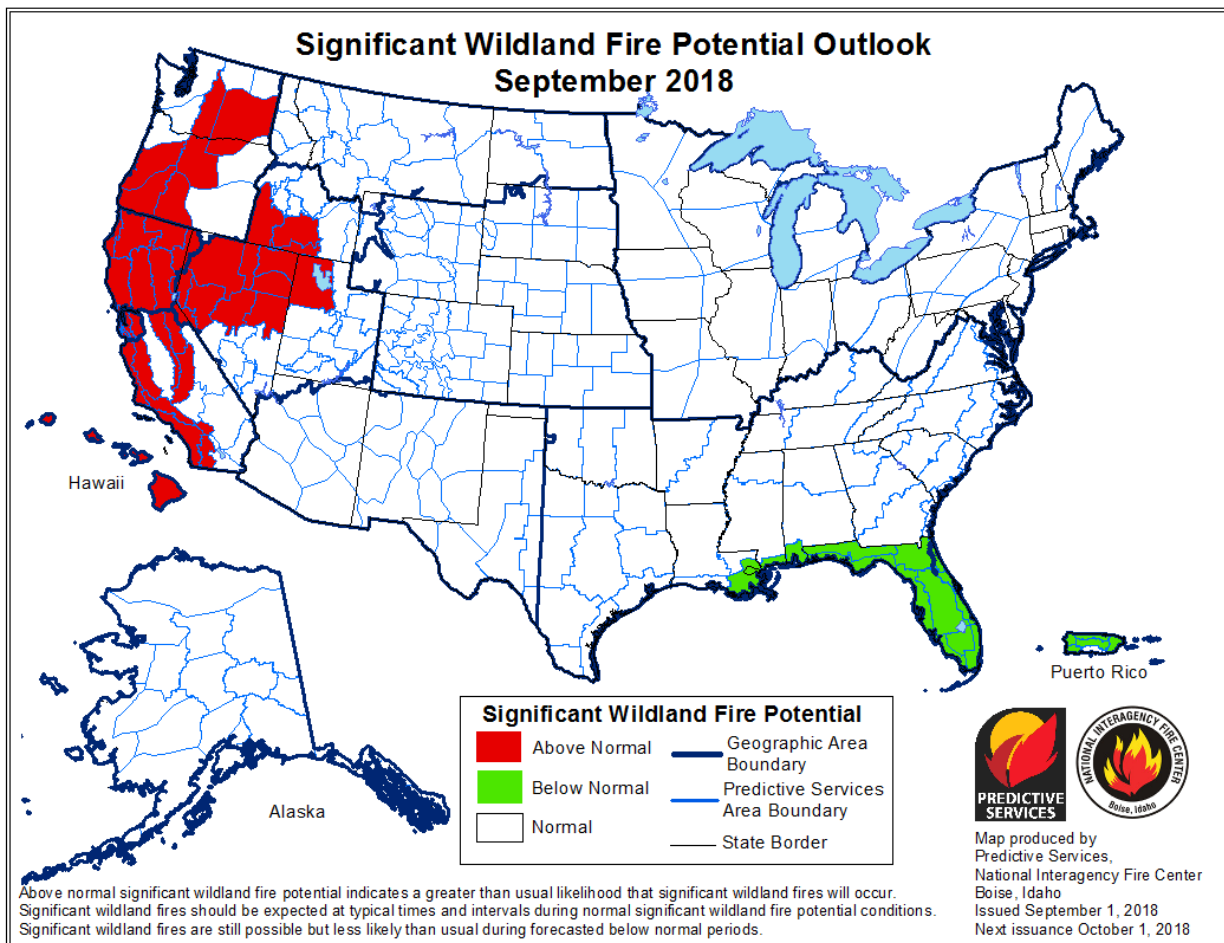 Significant Wildland Fire Potential Outlook
September 2018
Hawaii
Alaska
Puerto Rico
Significant Wildland Fire Potential
Above Normal
Below Normal
Normal
Geographic Area
Boundary
Predictive Services
Area Boundary
State Border
PREDICTIVE
SERVICES
NATIONAL INTERAGENCY FIRE CENTER
Boise, Idaho
Map produced by
Predictive Services,
National Interagency Fire Center
Boise, Idaho
Issued September 1, 2018
Next issuance October 1, 2018
Above normal significant wildland fire potential indicates a greater than usual likelihood that significant wildland fires will occur.
Significant wildland fires should be expected at typical times and intervals during normal significant wildland fire potential conditions.
Significant wildland fires are still possible but less likely than usual during forecasted below normal periods.